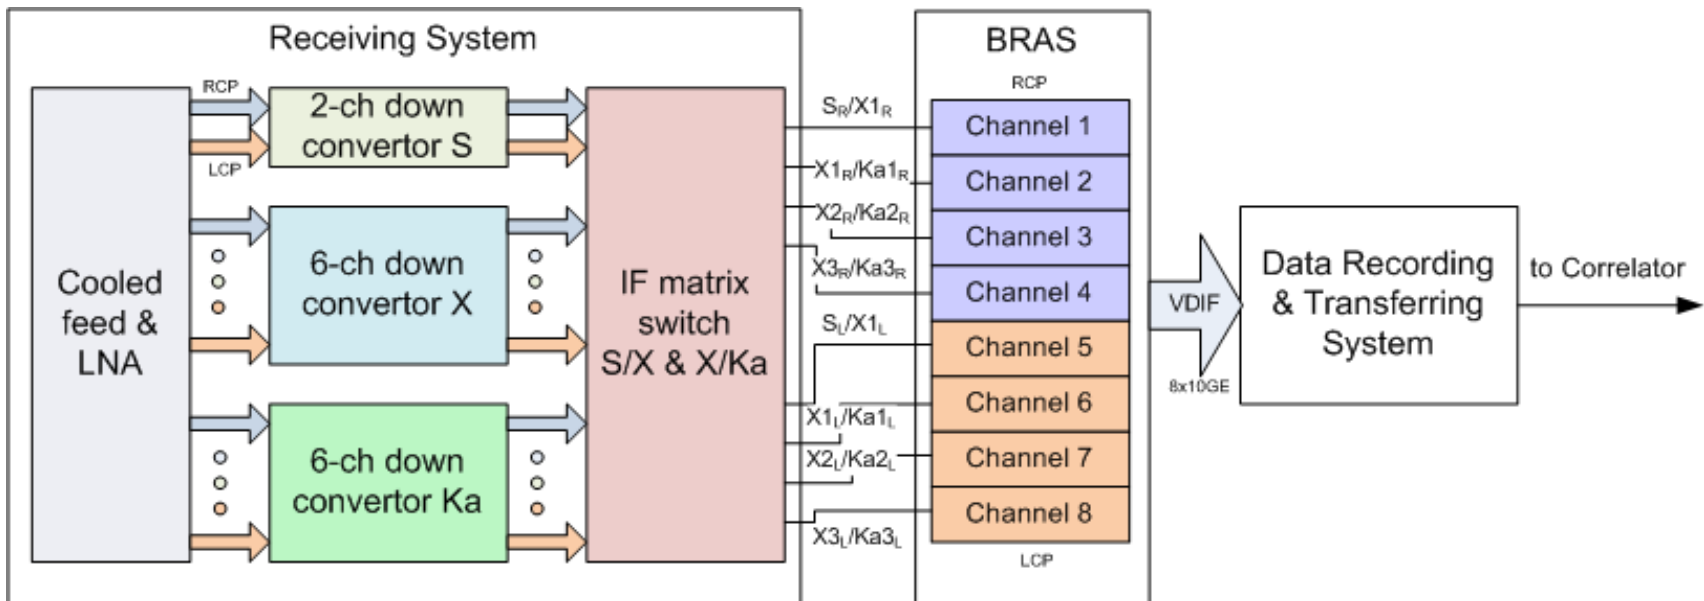 Receiving System
BRAS
RCP
RCP
2-ch down
convertor S
LCP
Cooled
feed &
LNA
6-ch down
convertor X
6-ch down
convertor Ka
IF matrix
switch
S/X & X/Ka
SR/X1R
X1R/Ka1R
X2R/Ka2R
X3R/Ka3R
SL/X1L
X1L/Ka1L
X2L/Ka2L
X3L/Ka3L
Channel 1
Channel 2
Channel 3
Channel 4
Channel 5
Channel 6
Channel 7
Channel 8
LCP
VDIF
8x10GE
Data Recording
& Transferring
System
to Correlator